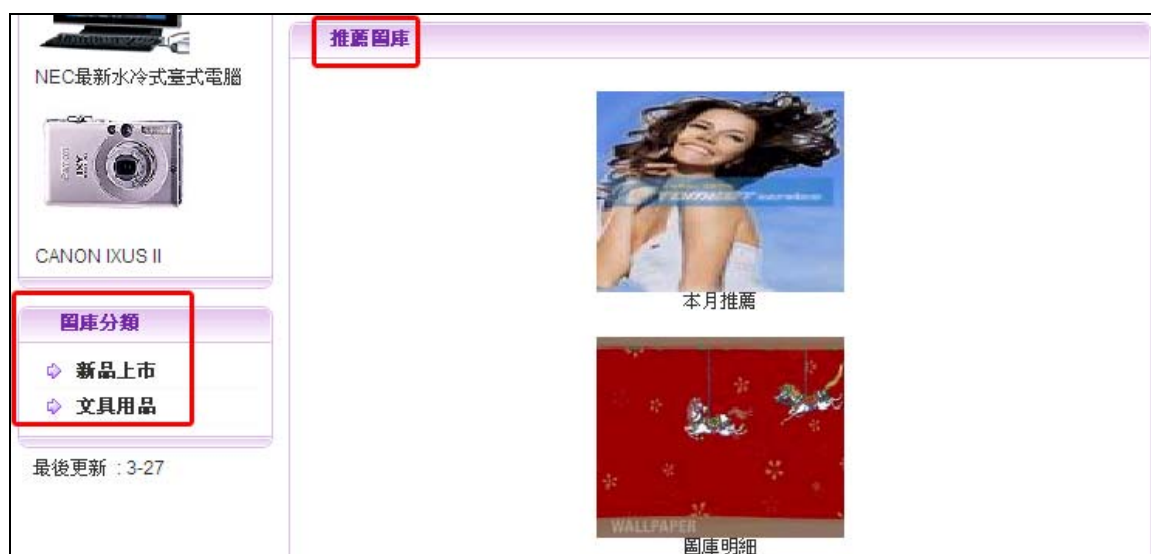 NEC最新水冷式臺式電腦
CANON IXUS II
圖庫分類
新品上市
文具用品
最後更新 : 3-27
推薦圖庫
本月推薦
WALLPAPER
圖庫明細